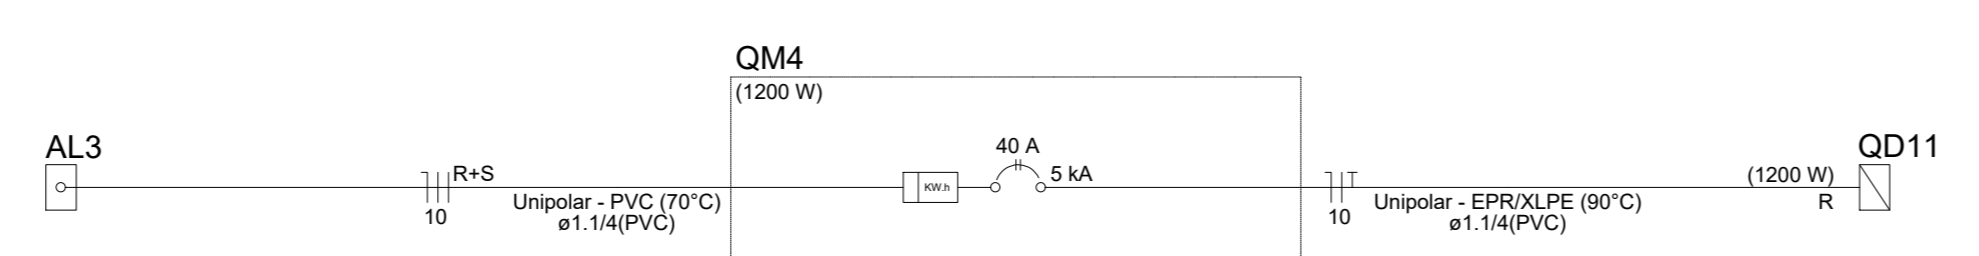 QM4
(1200 W)
AL3
R+S
10
Unipolar - PVC (70°C)
ø1.1/4(PVC)
KW.h
40 A
5 kA
10
Unipolar - EPR/XLPE (90°C)
ø1.1/4(PVC)
QD11
(1200 W)
R